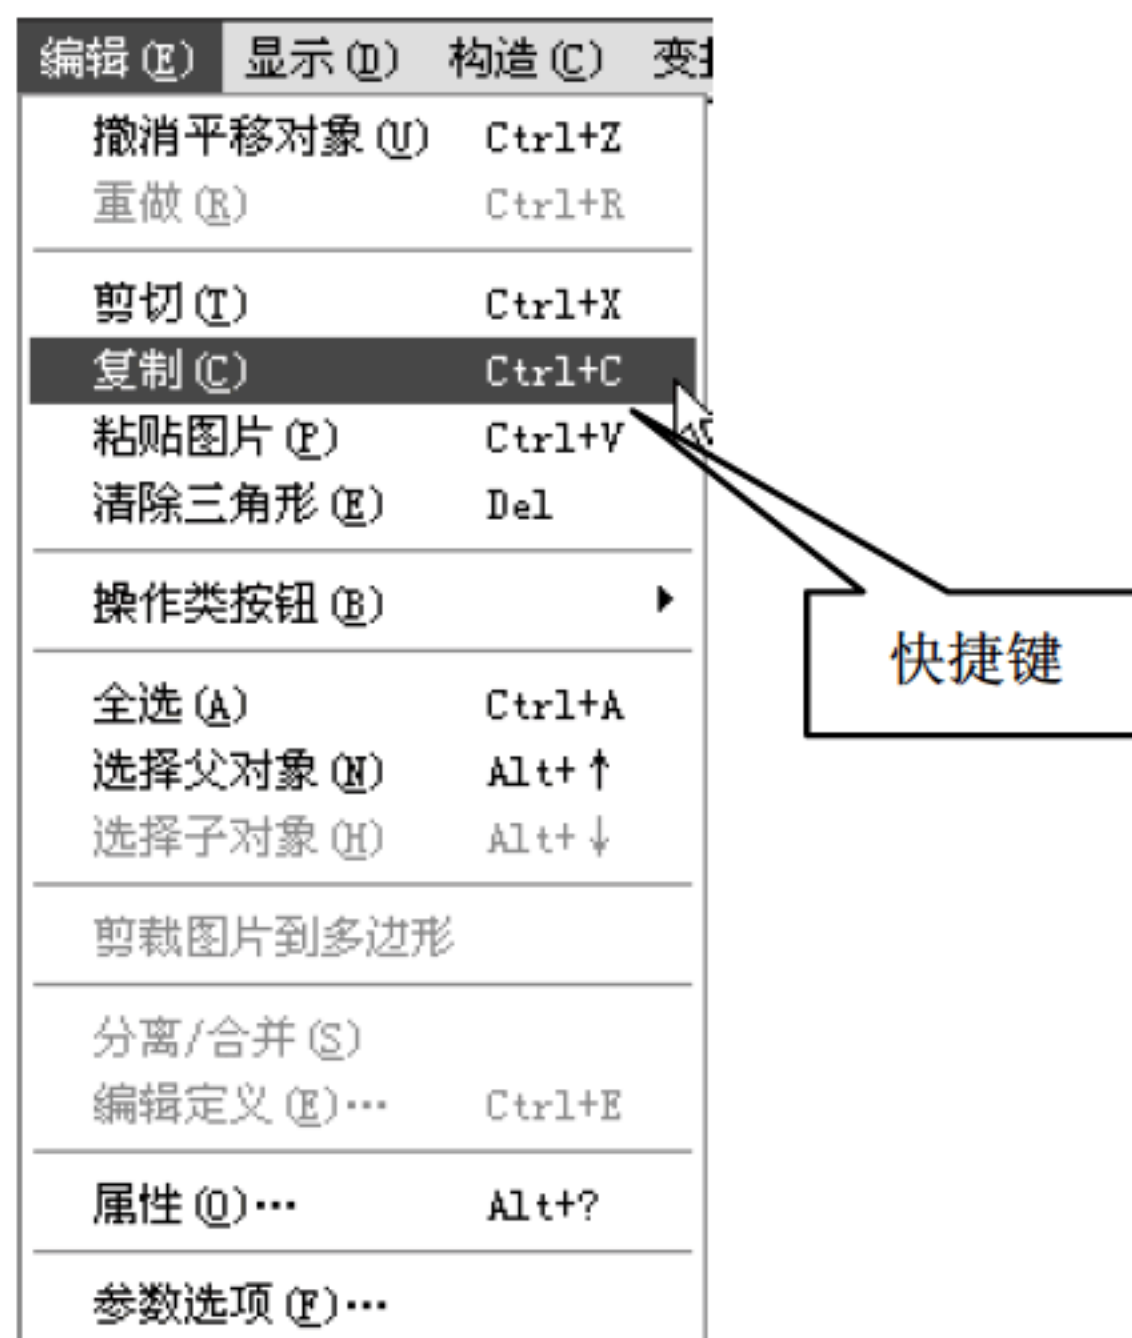 编辑(E) 显示(D) 构造(C) 变
撤消平移对象(U) Ctrl+Z
重做(R) Ctrl+R
剪切(T) Ctrl+X
复制(C) Ctrl+C
粘贴图片(P) Ctrl+V
清除三角形(E) Del
操作类按钮(B)
快捷键
全选(A) Ctrl+A
选择父对象(N) Alt+↑
选择子对象(H) Alt+↓
剪裁图片到多边形
分离/合并(S)
编辑定义(E)… Ctrl+E
属性(O)… Alt+?
参数选项(F)…